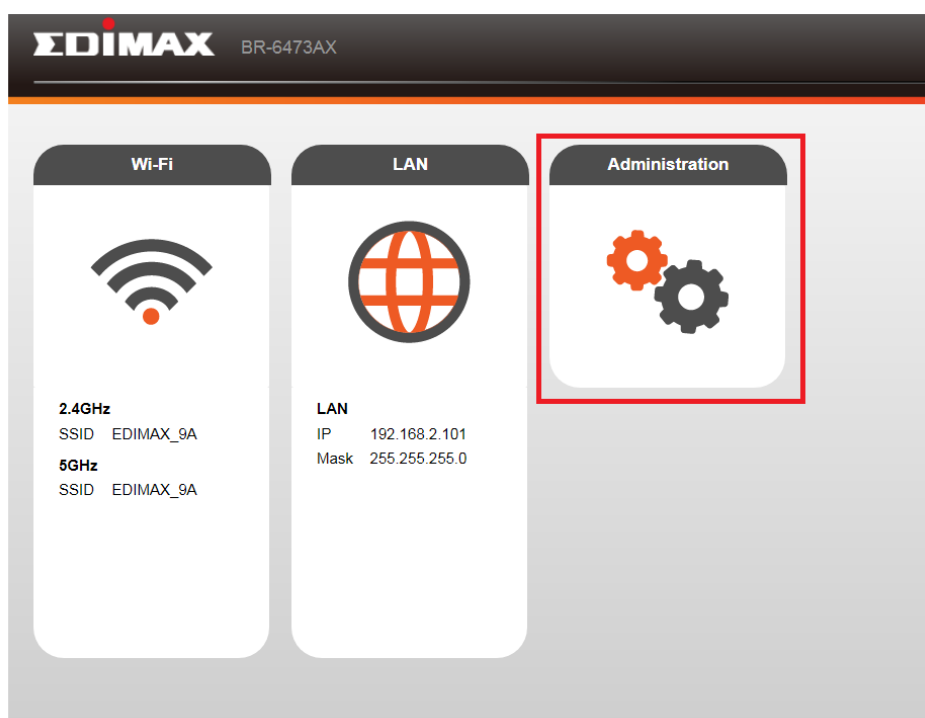 EDIMAX BR-6473AX
Wi-Fi
2.4GHz
SSID EDIMAX_9A
5GHz
SSID EDIMAX_9A
LAN
LAN
IP 192.168.2.101
Mask 255.255.255.0
Administration